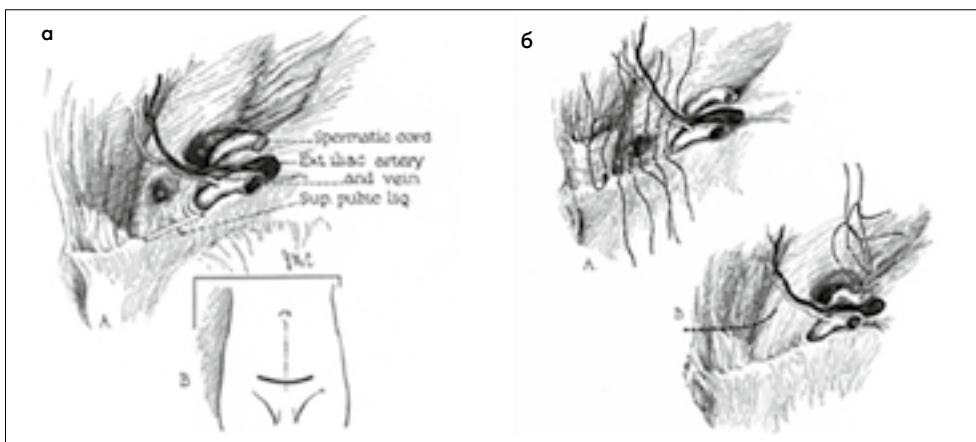 а
Spermatic cord
Ext. iliac artery
and vein
Sup. pubic lig
A
B
б
A
B